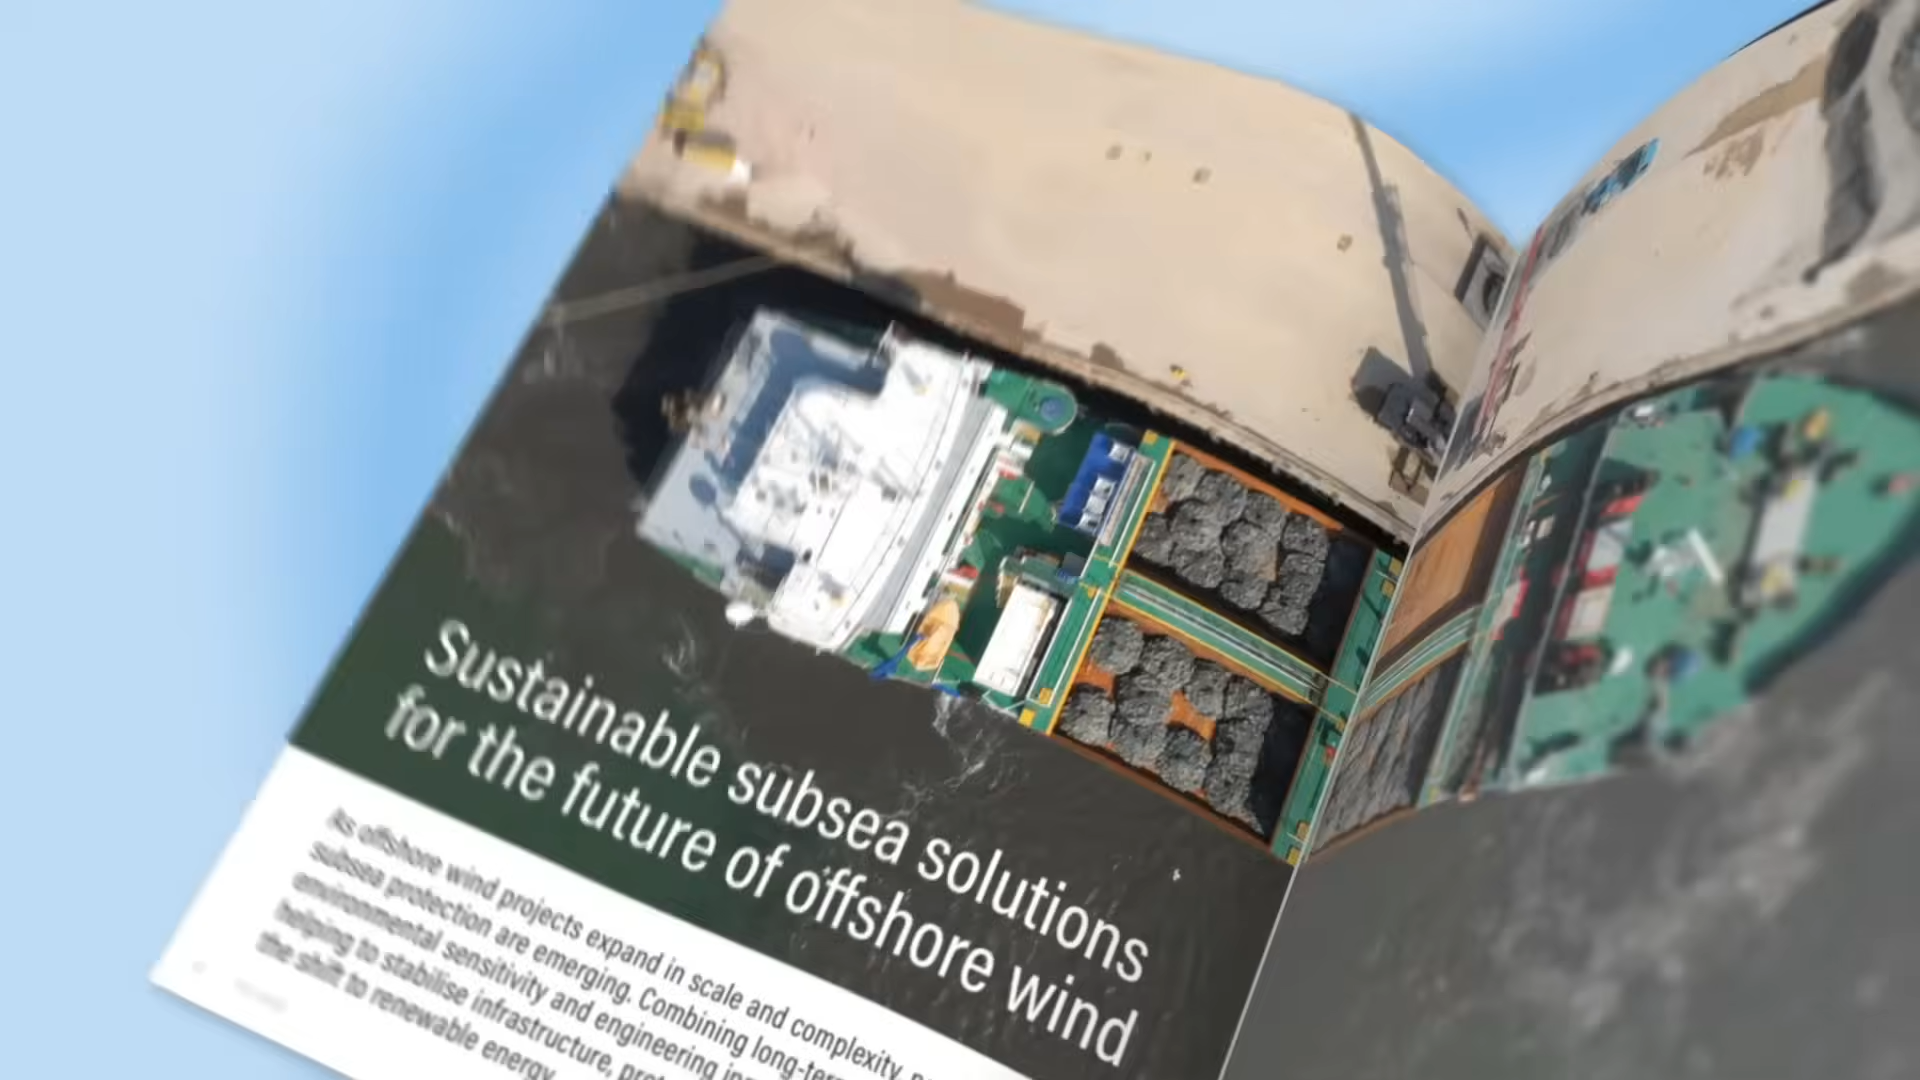 Sustainable subsea solutions
for the future of offshore wind
As offshore wind projects expand in scale and complexity,
subsea protection are emerging. Combining long-term
environmental sensitivity and engineering
helping to stabilise infrastructure,
the shift to renewable energy.